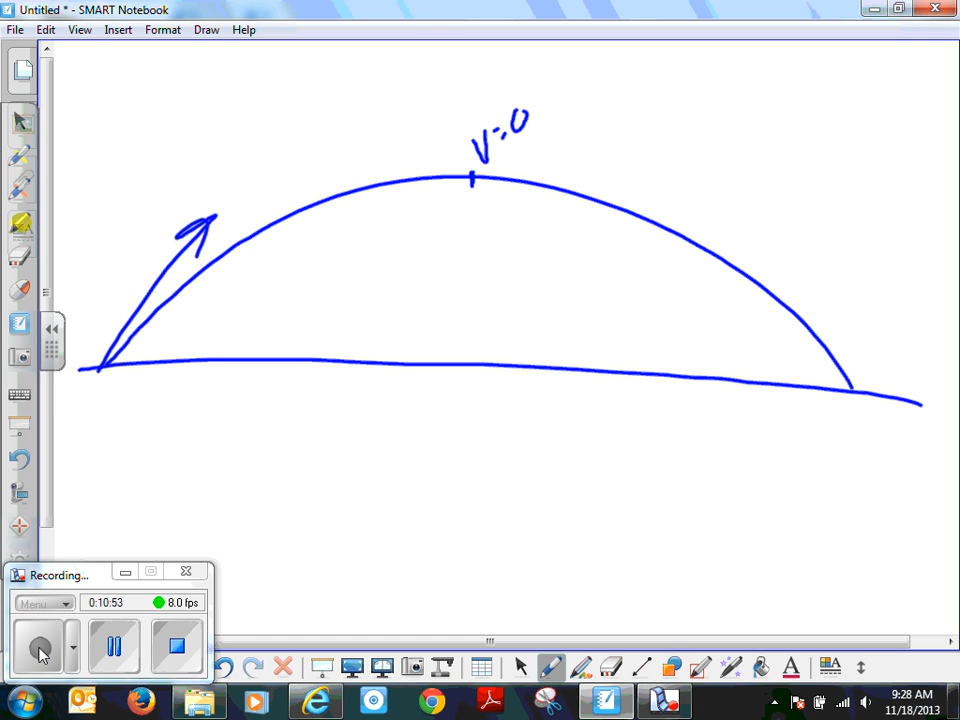 Untitled * - SMART Notebook
File Edit View Insert Format Draw Help
V=0
Recording...
Menu 0:10:53 8.0 fps
9:28 AM
11/18/2013